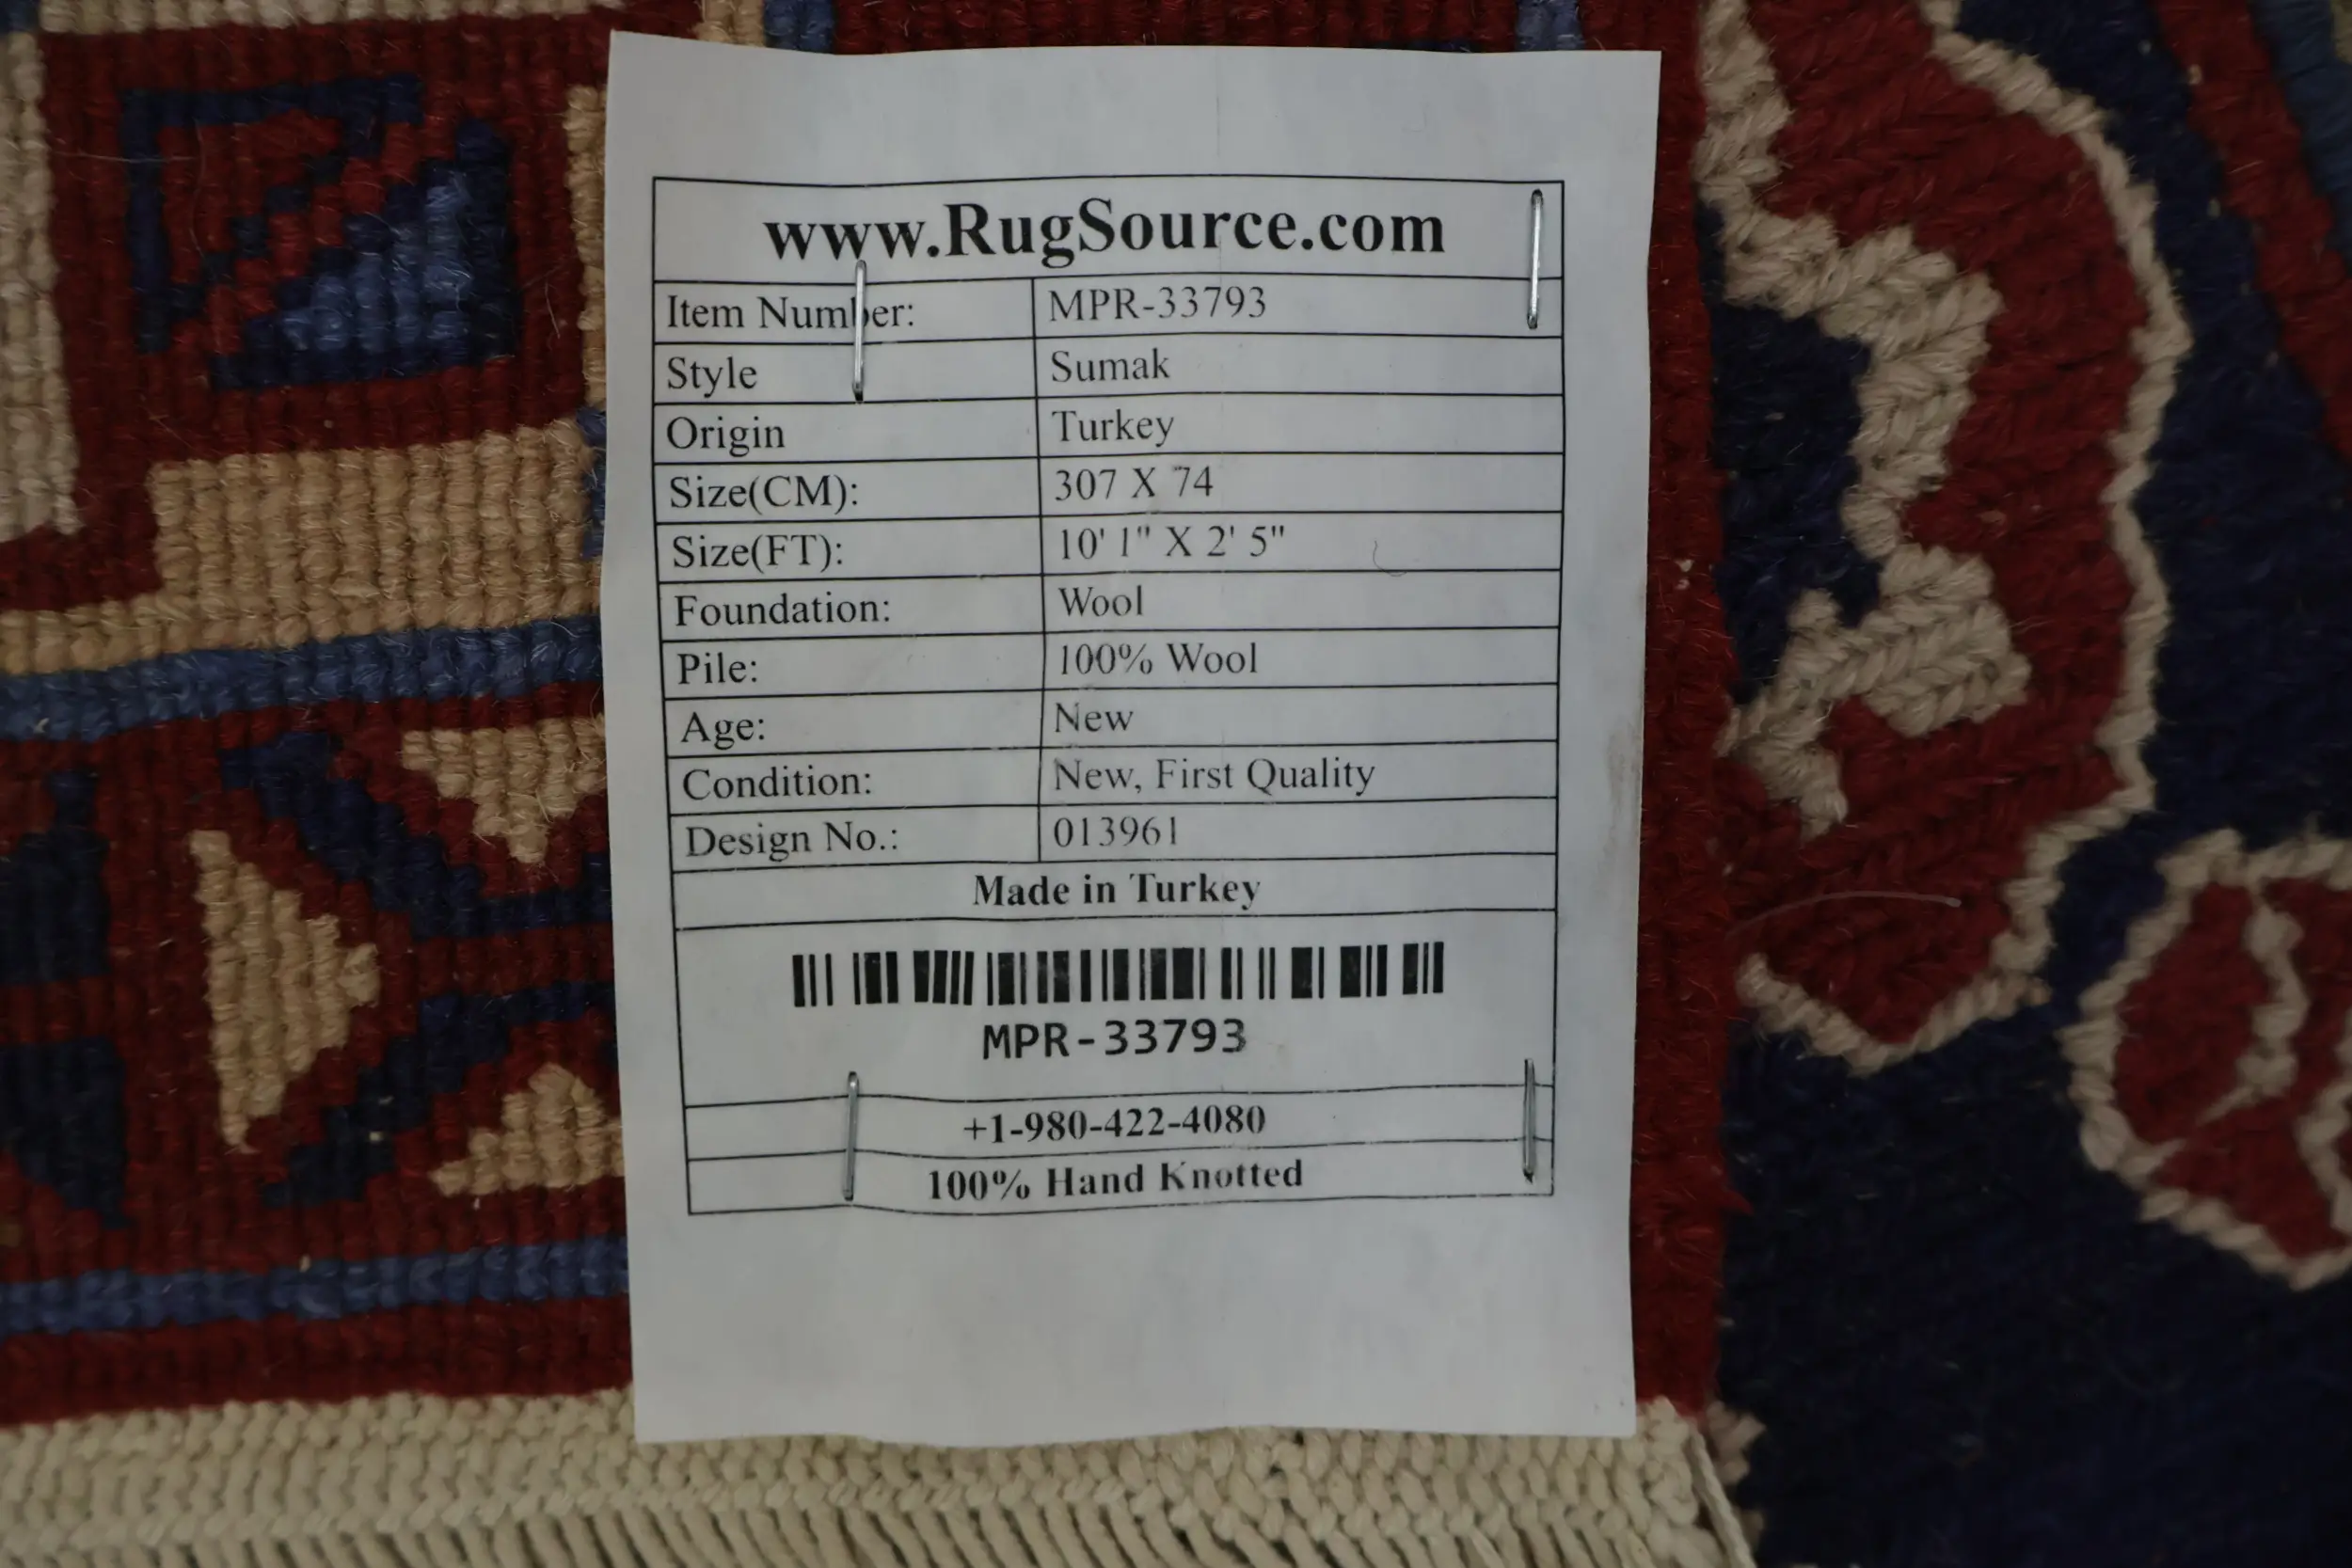 www.RugSource.com
Item Number: MPR-33793
Style Sumak
Origin Turkey
Size(CM): 307 X 74
Size(FT): 10' 1" X 2' 5"
Foundation: Wool
Pile: 100% Wool
Age: New
Condition: New, First Quality
Design No.: 013961
Made in Turkey
MPR-33793
+1-980-422-4080
100% Hand Knotted